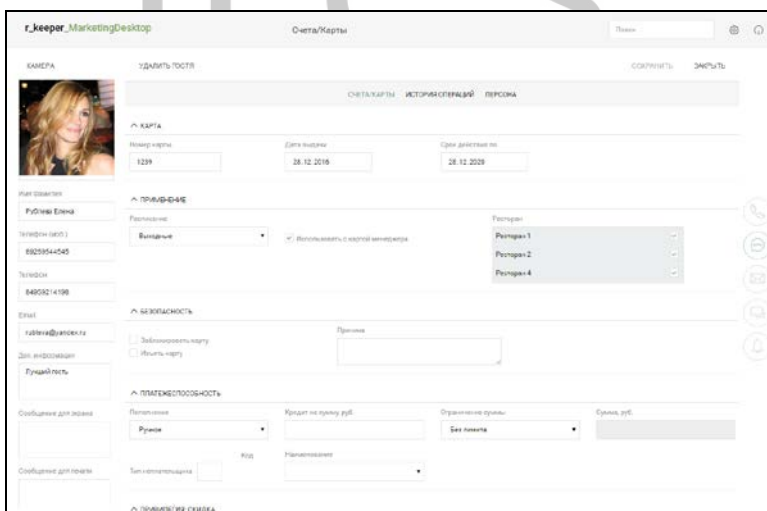 r_keeper_MarketingDesktop
Счета/Карты
Поиск
КАМЕРА
УДАЛИТЬ ГОСТЯ
СОХРАНИТЬ
ЗАКРЫТЬ
СЧЕТА/КАРТЫ ИСТОРИЯ ОПЕРАЦИЙ ПЕРСОНА
КАРТА
Номер карты
Дата выдачи
Срок действия по
1239
28.12.2016
28.12.2020
ПРИМЕНЕНИЕ
Рублева Елена
Расписание
Ресторан
Выходные
Использовать с картой менеджера
Ресторан 1
Ресторан 2
Ресторан 4
Телефон (моб.)
89259544545
Телефон
84959214196
Email
rubleva@yandex.ru
БЕЗОПАСНОСТЬ
Заблокировать карту
Изъять карту
Причина
Доп. информация
Лучший гость
ПЛАТЕЖЕСПОСОБНОСТЬ
Сообщение для экрана
Пополнение
Кредит на сумму, руб.
Ограничение суммы
Сумма, руб.
Ручное
Без лимита
Код
Наименование
Тип неплательщика
Сообщение для печати
ПРИВИЛЕГИЯ: СКИДКА